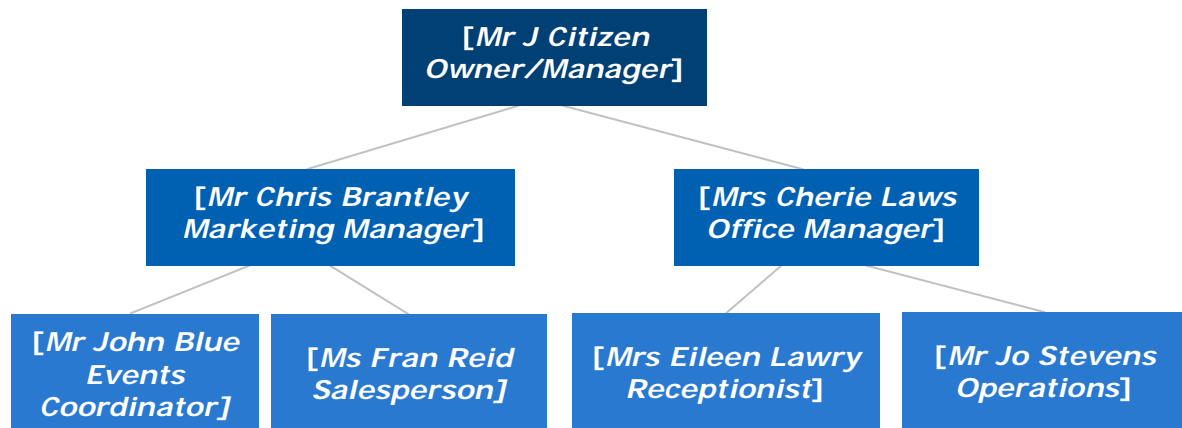 [Mr J Citizen
Owner/Manager]
[Mr Chris Brantley
Marketing Manager]
[Mrs Cherie Laws
Office Manager]
[Mr John Blue
Events
Coordinator]
[Ms Fran Reid
Salesperson]
[Mrs Eileen Lawry
Receptionist]
[Mr Jo Stevens
Operations]